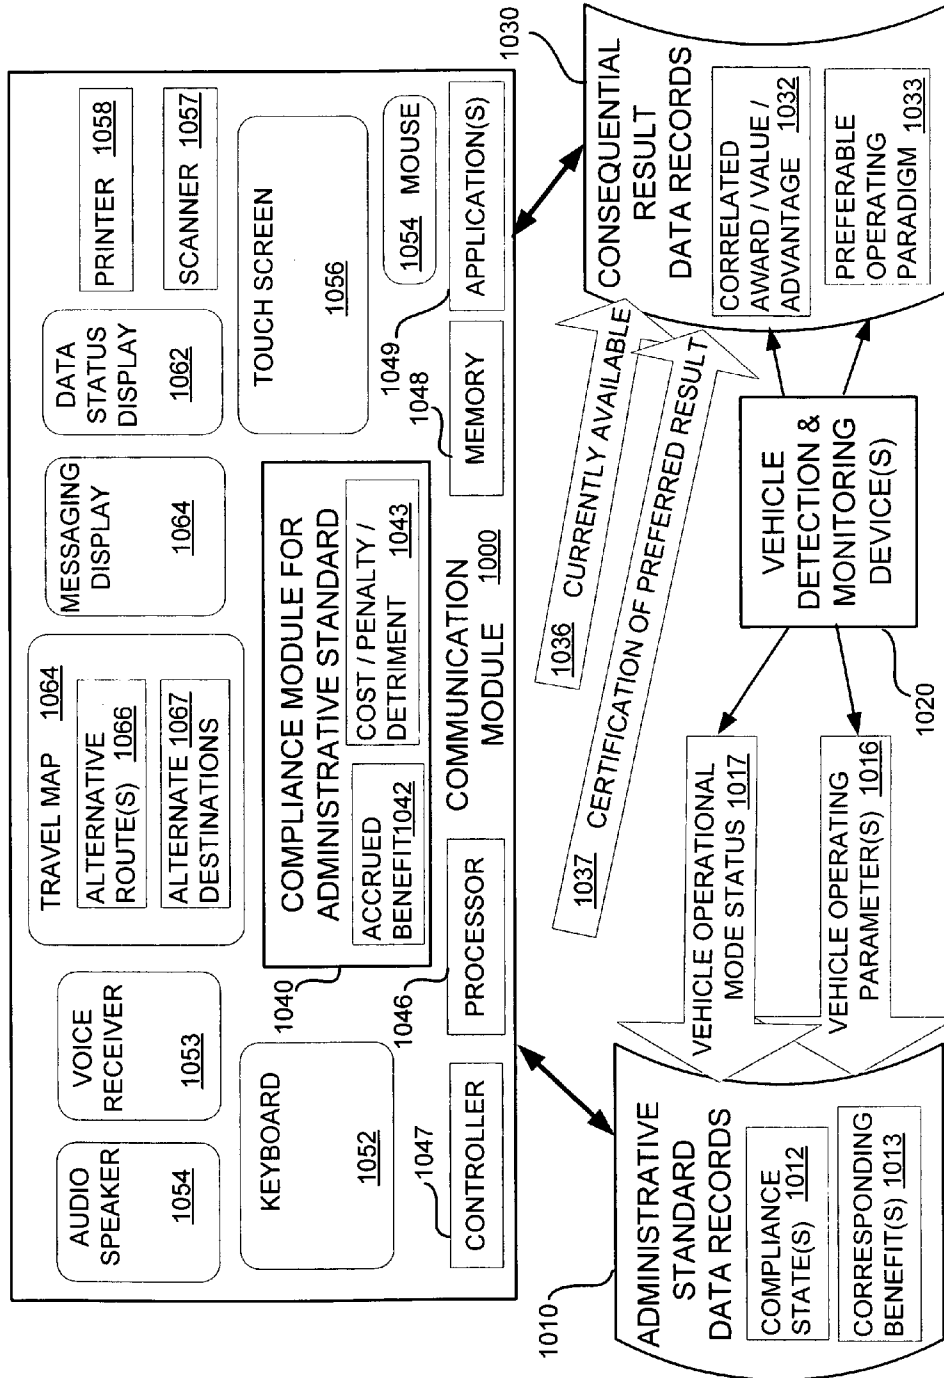 AUDIO
SPEAKER
1054
VOICE
RECEIVER
1053
TRAVEL MAP 1064
ALTERNATIVE
ROUTE(S) 1066
ALTERNATE 1067
DESTINATIONS
MESSAGING
DISPLAY
1064
DATA
STATUS
DISPLAY
1062
PRINTER 1058
SCANNER 1057
KEYBOARD
1052
1040
COMPLIANCE MODULE FOR
ADMINISTRATIVE STANDARD
ACCRUED
BENEFIT1042
COST / PENALTY /
DETRIMENT 1043
TOUCH SCREEN
1056
1054 MOUSE
1047
CONTROLLER
1046
PROCESSOR
COMMUNICATION
MODULE 1000
1048
MEMORY
1049
APPLICATION(S)
1010
ADMINISTRATIVE
STANDARD
DATA RECORDS
COMPLIANCE
STATE(S) 1012
CORRESPONDING
BENEFIT(S) 1013
1036 CURRENTLY AVAILABLE
1037 CERTIFICATION OF PREFERRED RESULT
VEHICLE OPERATIONAL
MODE STATUS 1017
VEHICLE OPERATING
PARAMETER(S) 1016
1020
VEHICLE
DETECTION &
MONITORING
DEVICE(S)
1030
CONSEQUENTIAL
RESULT
DATA RECORDS
CORRELATED
AWARD / VALUE /
ADVANTAGE 1032
PREFERABLE
OPERATING
PARADIGM 1033